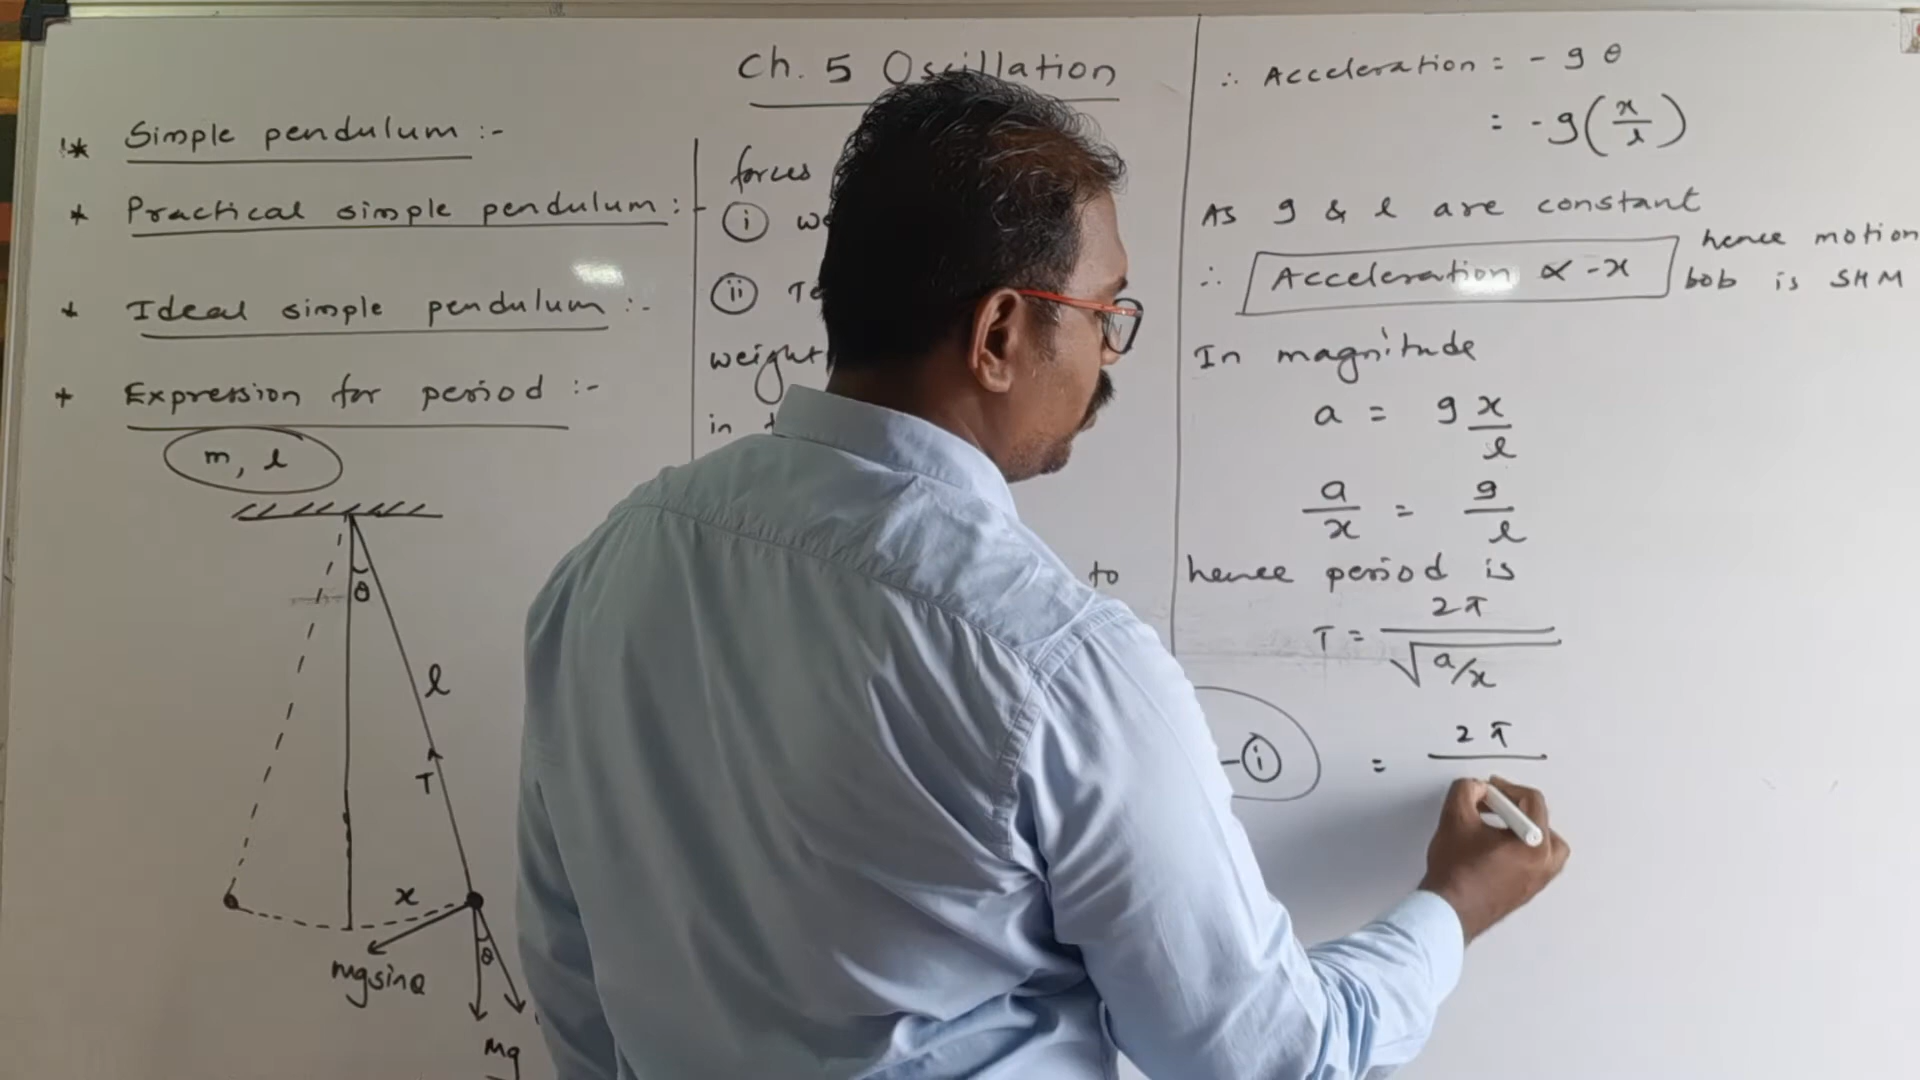 Ch. 5 Oscillation
* Simple pendulum :-
* Practical simple pendulum :-
* Ideal simple pendulum :-
* Expression for period :-
m, l
θ
l
T
x
θ
mgsinθ
mg
forces
(i)
(ii)
weight
in
to
-(i)
∴ Acceleration = - g θ
= -g(x/l)
As g & l are constant
∴ Acceleration ∝ -x
hence motion
bob is SHM
In magnitude
a = g x/l
a/x = g/l
hence period is
T = 2π/√a/x
= 2π